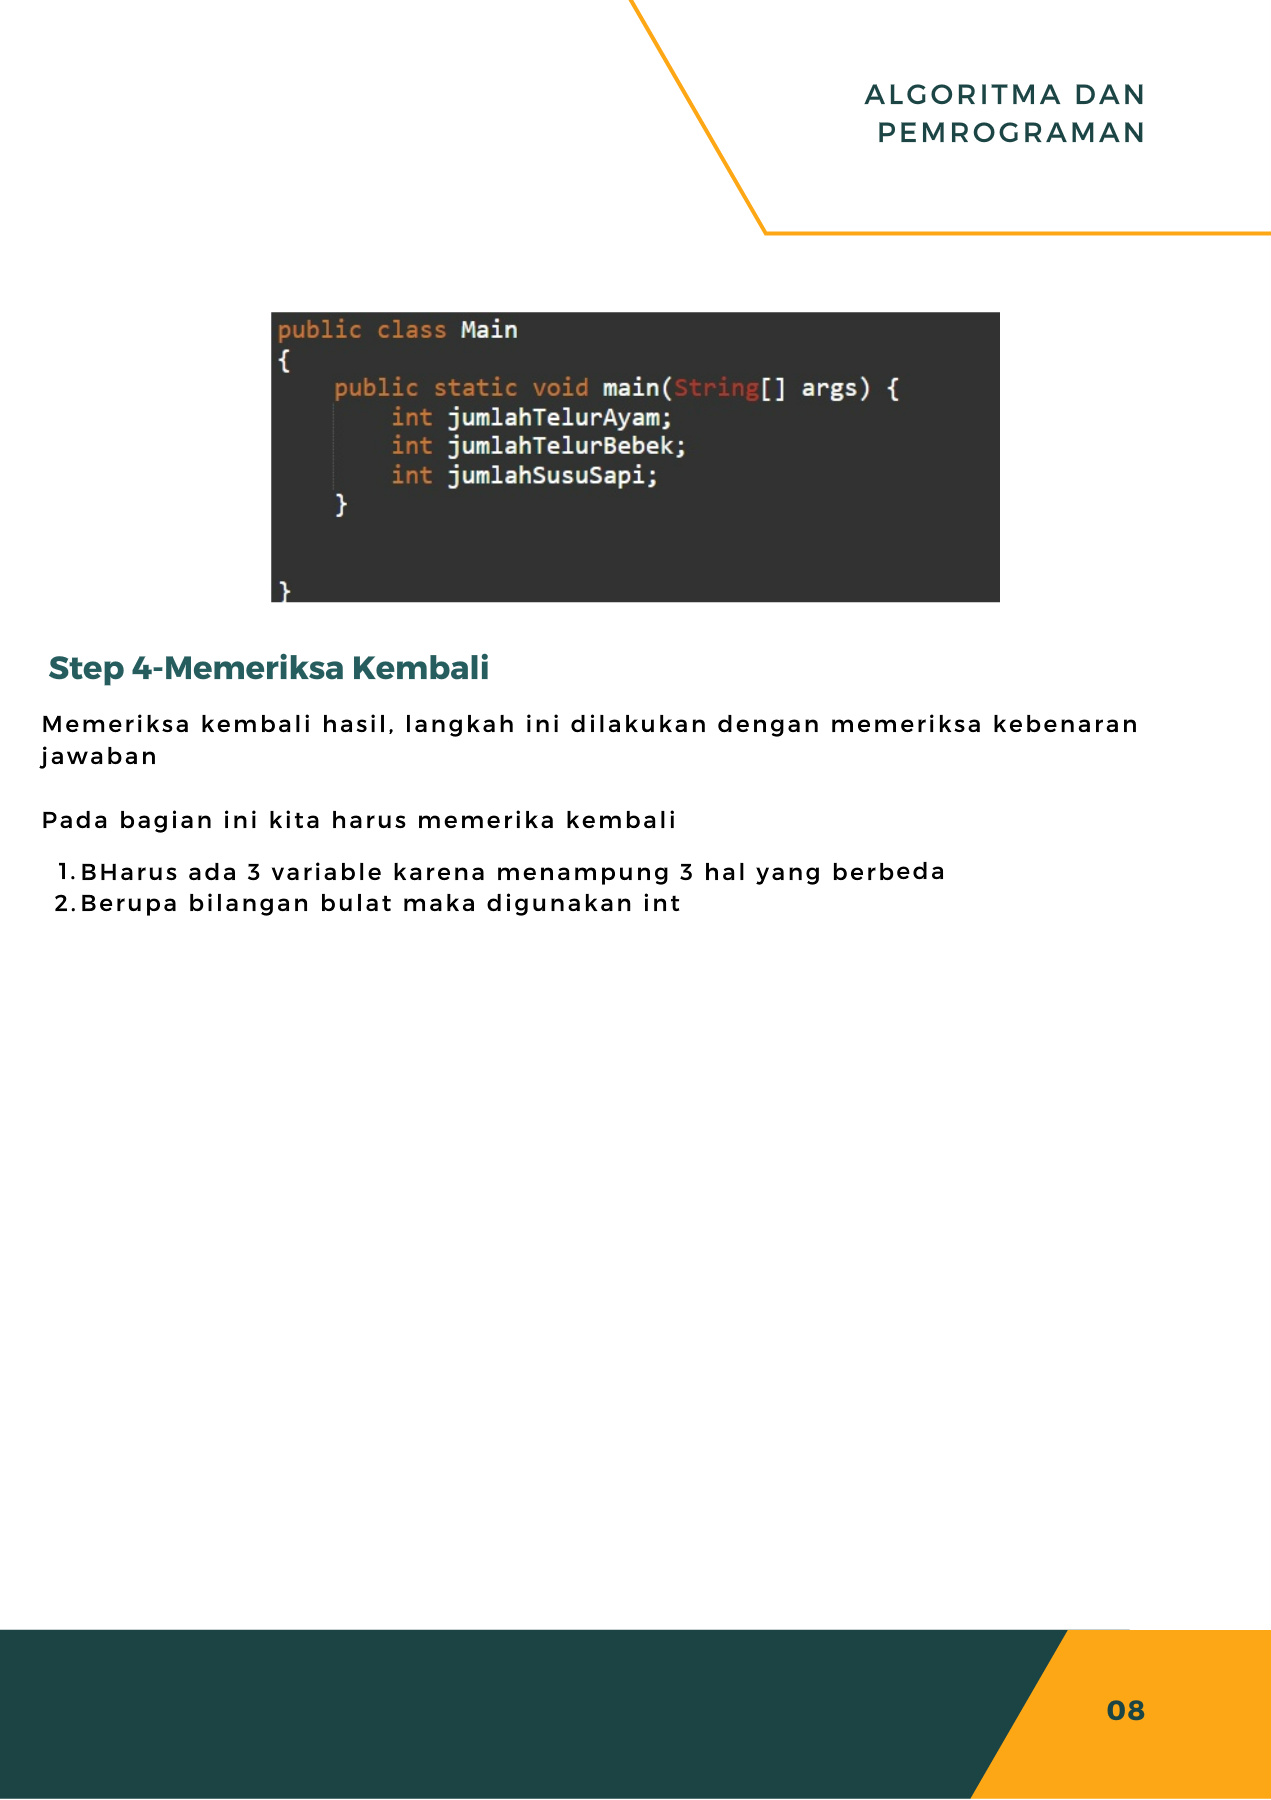 ALGORITMA DAN
PEMROGRAMAN
public class Main
{
    public static void main(String[] args) {
        int jumlahTelurAyam;
        int jumlahTelurBebek;
        int jumlahSusuSapi;
    }
}
Step 4-Memeriksa Kembali
Memeriksa kembali hasil, langkah ini dilakukan dengan memeriksa kebenaran
jawaban
Pada bagian ini kita harus memerika kembali
1. BHarus ada 3 variable karena menampung 3 hal yang berbeda
2. Berupa bilangan bulat maka digunakan int
08